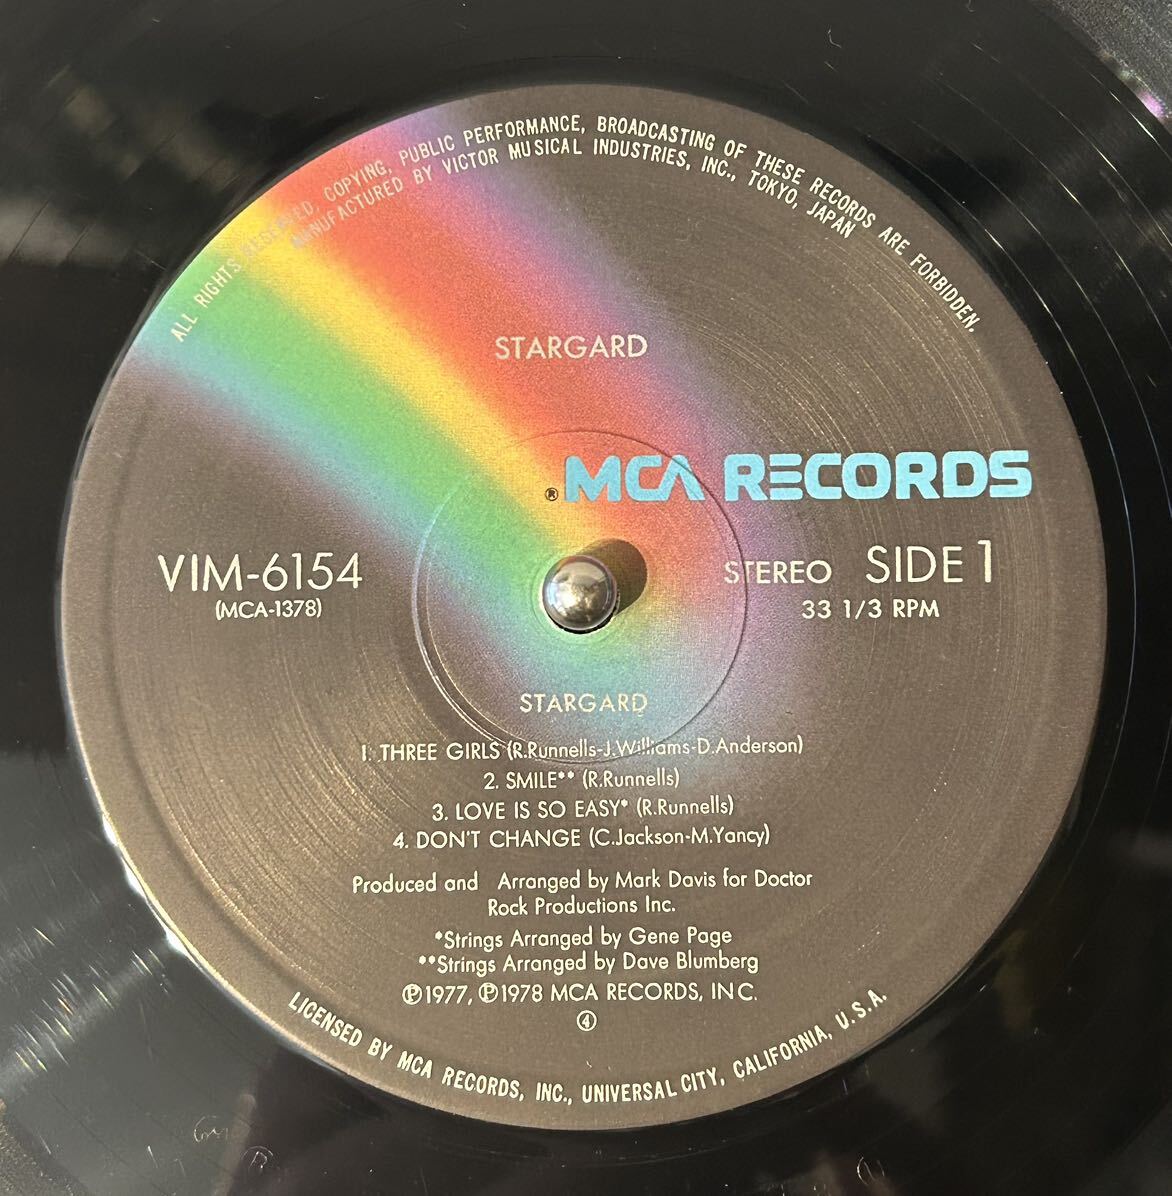 ALL RIGHTS RESERVED, COPYING, PUBLIC PERFORMANCE, BROADCASTING OF THESE RECORDS ARE FORBIDDEN.
MANUFACTURED BY VICTOR MUSICAL INDUSTRIES, INC., TOKYO, JAPAN
STARGARD
® MCA RECORDS
VIM-6154
(MCA-1378)
STEREO SIDE 1
33 1/3 RPM
STARGARD
1. THREE GIRLS (R.Runnells-J.Williams-D.Anderson)
2. SMILE** (R.Runnells)
3. LOVE IS SO EASY* (R.Runnells)
4. DON'T CHANGE (C.Jackson-M.Yancy)
Produced and Arranged by Mark Davis for Doctor
Rock Productions Inc.
*Strings Arranged by Gene Page
**Strings Arranged by Dave Blumberg
℗1977, ℗1978 MCA RECORDS, INC.
④
LICENSED BY MCA RECORDS, INC., UNIVERSAL CITY, CALIFORNIA, U.S.A.